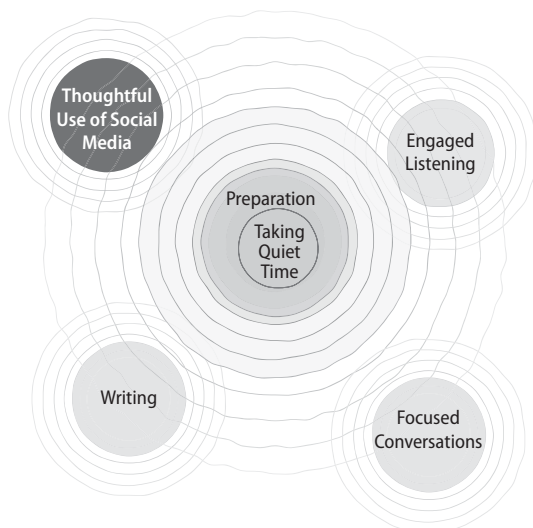 Thoughtful
Use of Social
Media
Engaged
Listening
Preparation
Taking
Quiet
Time
Writing
Focused
Conversations